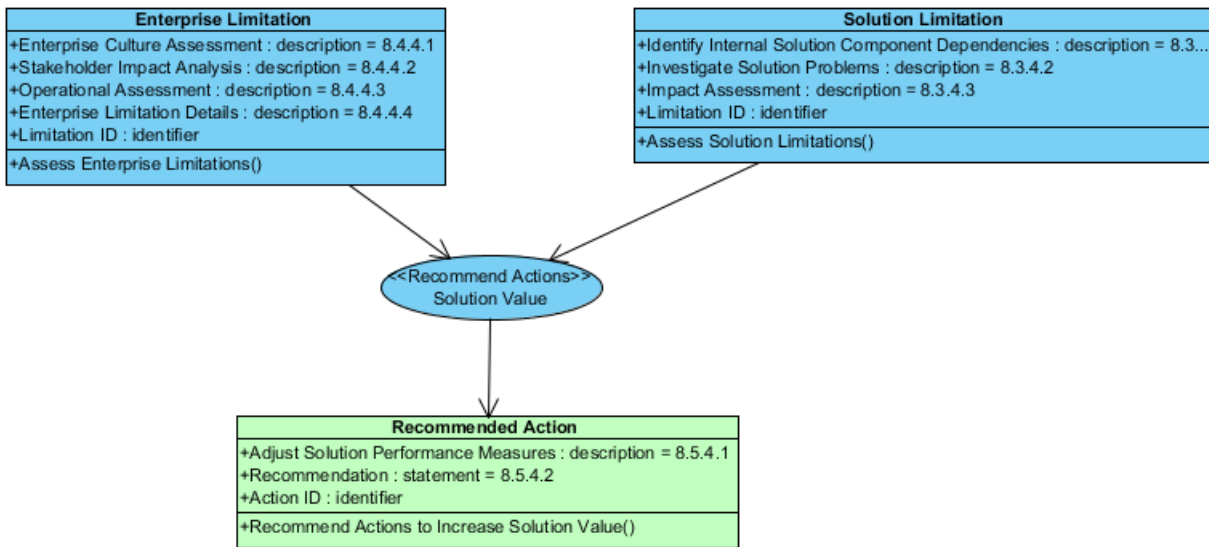 Enterprise Limitation
+Enterprise Culture Assessment : description = 8.4.4.1
+Stakeholder Impact Analysis : description = 8.4.4.2
+Operational Assessment : description = 8.4.4.3
+Enterprise Limitation Details : description = 8.4.4.4
+Limitation ID : identifier
+Assess Enterprise Limitations()
Solution Limitation
+Identify Internal Solution Component Dependencies : description = 8.3...
+Investigate Solution Problems : description = 8.3.4.2
+Impact Assessment : description = 8.3.4.3
+Limitation ID : identifier
+Assess Solution Limitations()
<<Recommend Actions>>
Solution Value
Recommended Action
+Adjust Solution Performance Measures : description = 8.5.4.1
+Recommendation : statement = 8.5.4.2
+Action ID : identifier
+Recommend Actions to Increase Solution Value()